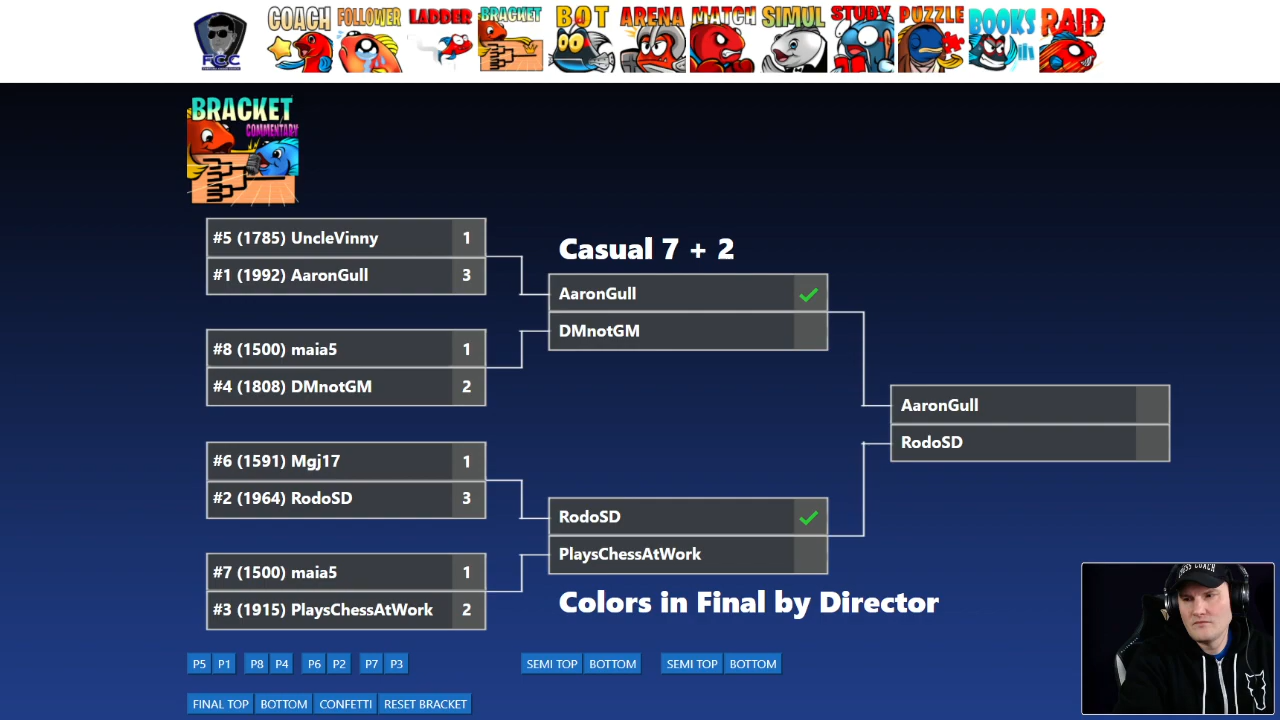 FCC
COACH
FOLLOWER
LADDER
BRACKET
BOT
ARENA
MATCH
SIMUL
STUDY
PUZZLE
BOOKS
RAID
BRACKET
COMMENTARY
#5 (1785) UncleVinny 1
#1 (1992) AaronGull 3
#8 (1500) maia5 1
#4 (1808) DMnotGM 2
#6 (1591) Mgj17 1
#2 (1964) RodoSD 3
#7 (1500) maia5 1
#3 (1915) PlaysChessAtWork 2
Casual 7 + 2
AaronGull
DMnotGM
RodoSD
PlaysChessAtWork
Colors in Final by Director
AaronGull
RodoSD
CHESS COACH
P5 P1 P8 P4 P6 P2 P7 P3 SEMI TOP BOTTOM SEMI TOP BOTTOM
FINAL TOP BOTTOM CONFETTI RESET BRACKET